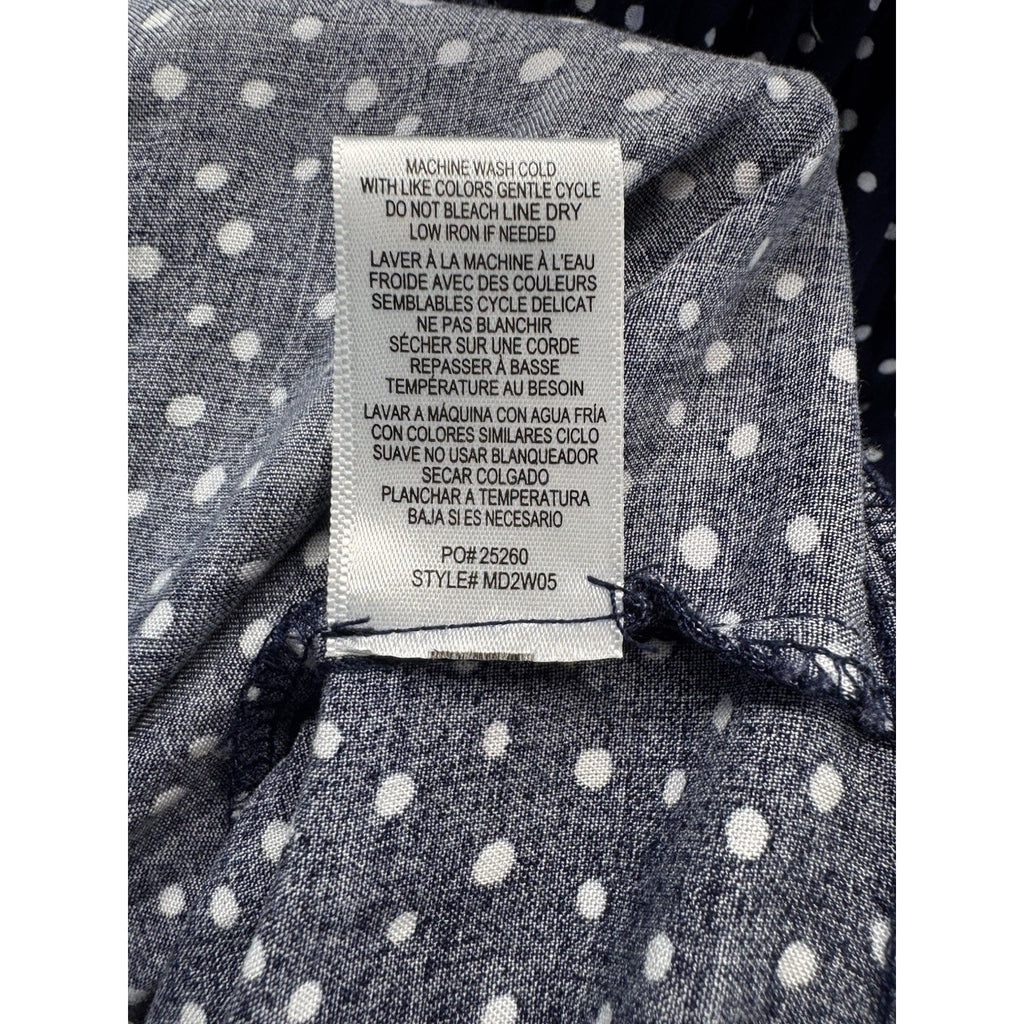 MACHINE WASH COLD
WITH LIKE COLORS GENTLE CYCLE
DO NOT BLEACH LINE DRY
LOW IRON IF NEEDED
LAVER À LA MACHINE À L'EAU
FROIDE AVEC DES COULEURS
SEMBLABLES CYCLE DELICAT
NE PAS BLANCHIR
SÉCHER SUR UNE CORDE
REPASSER À BASSE
TEMPÉRATURE AU BESOIN
LAVAR A MÁQUINA CON AGUA FRÍA
CON COLORES SIMILARES CICLO
SUAVE NO USAR BLANQUEADOR
SECAR COLGADO
PLANCHAR A TEMPERATURA
BAJA SI ES NECESARIO
PO# 25260
STYLE# MD2W05